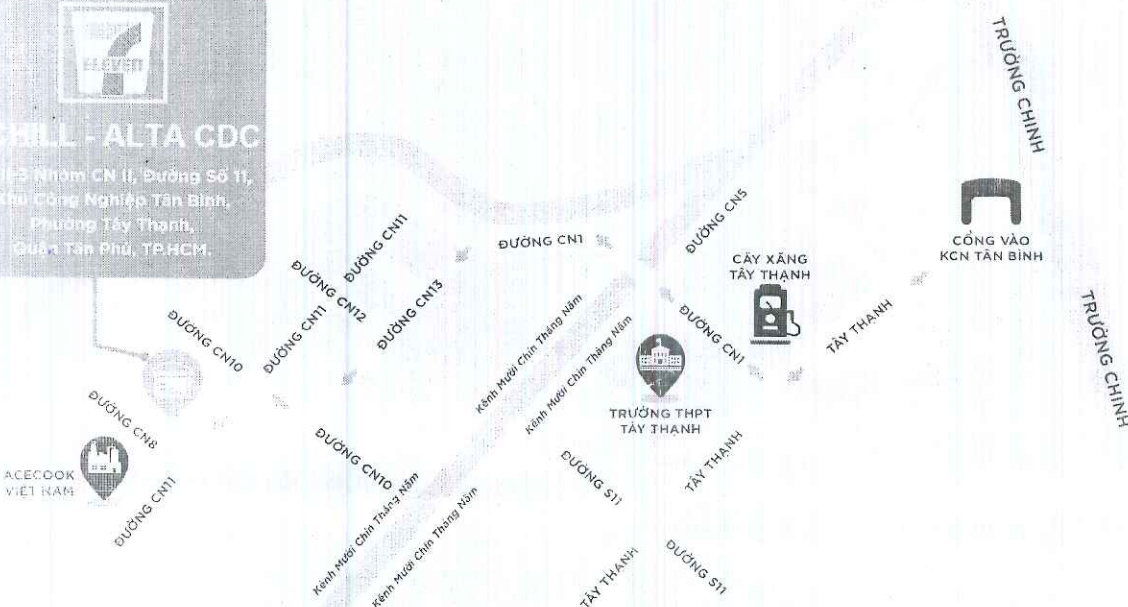 ELEVEN
CHILL - ALTA CDC
II-3 Nhóm CN II, Đường Số 11,
Khu Công Nghiệp Tân Bình,
Phường Tây Thạnh,
Quận Tân Phú, TP.HCM.
TRƯỜNG CHINH
CỔNG VÀO
KCN TÂN BÌNH
ĐƯỜNG CN5
ĐƯỜNG CN11
ĐƯỜNG CN1
CÂY XĂNG
TÂY THẠNH
ĐƯỜNG CN12
ĐƯỜNG CN13
ĐƯỜNG CN10
ĐƯỜNG CN11
Kênh Mười Chín Tháng Năm
Kênh Mười Chín Tháng Năm
ĐƯỜNG CN1
TÂY THẠNH
TRƯỜNG CHINH
TRƯỜNG THPT
TÂY THẠNH
ĐƯỜNG CN8
ĐƯỜNG CN10
ACECOOK
VIỆT NAM
ĐƯỜNG CN11
ĐƯỜNG S11
TÂY THẠNH
Kênh Mười Chín Tháng Năm
Kênh Mười Chín Tháng Năm
TÂY THẠNH
ĐƯỜNG S11